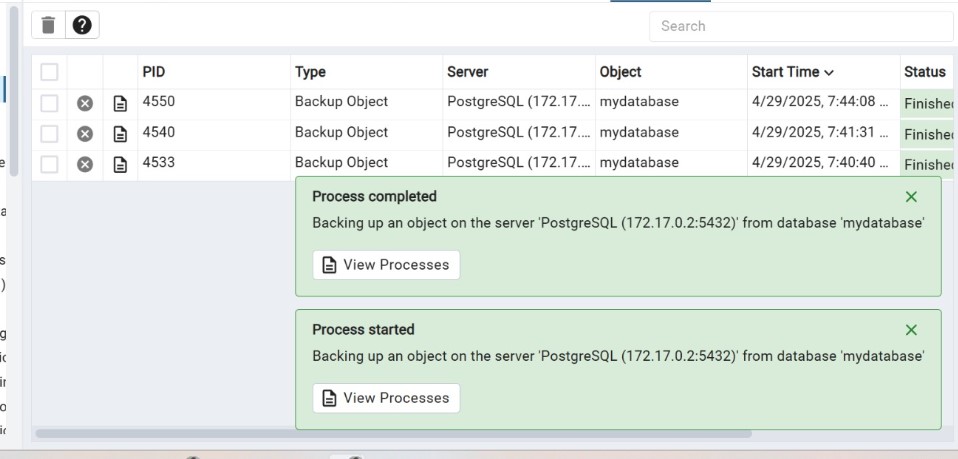 Search
PID Type Server Object Start Time Status
4550 Backup Object PostgreSQL (172.17.... mydatabase 4/29/2025, 7:44:08 ... Finished
4540 Backup Object PostgreSQL (172.17.... mydatabase 4/29/2025, 7:41:31 ... Finished
4533 Backup Object PostgreSQL (172.17.... mydatabase 4/29/2025, 7:40:40 ... Finished
Process completed
Backing up an object on the server 'PostgreSQL (172.17.0.2:5432)' from database 'mydatabase'
View Processes
Process started
Backing up an object on the server 'PostgreSQL (172.17.0.2:5432)' from database 'mydatabase'
View Processes